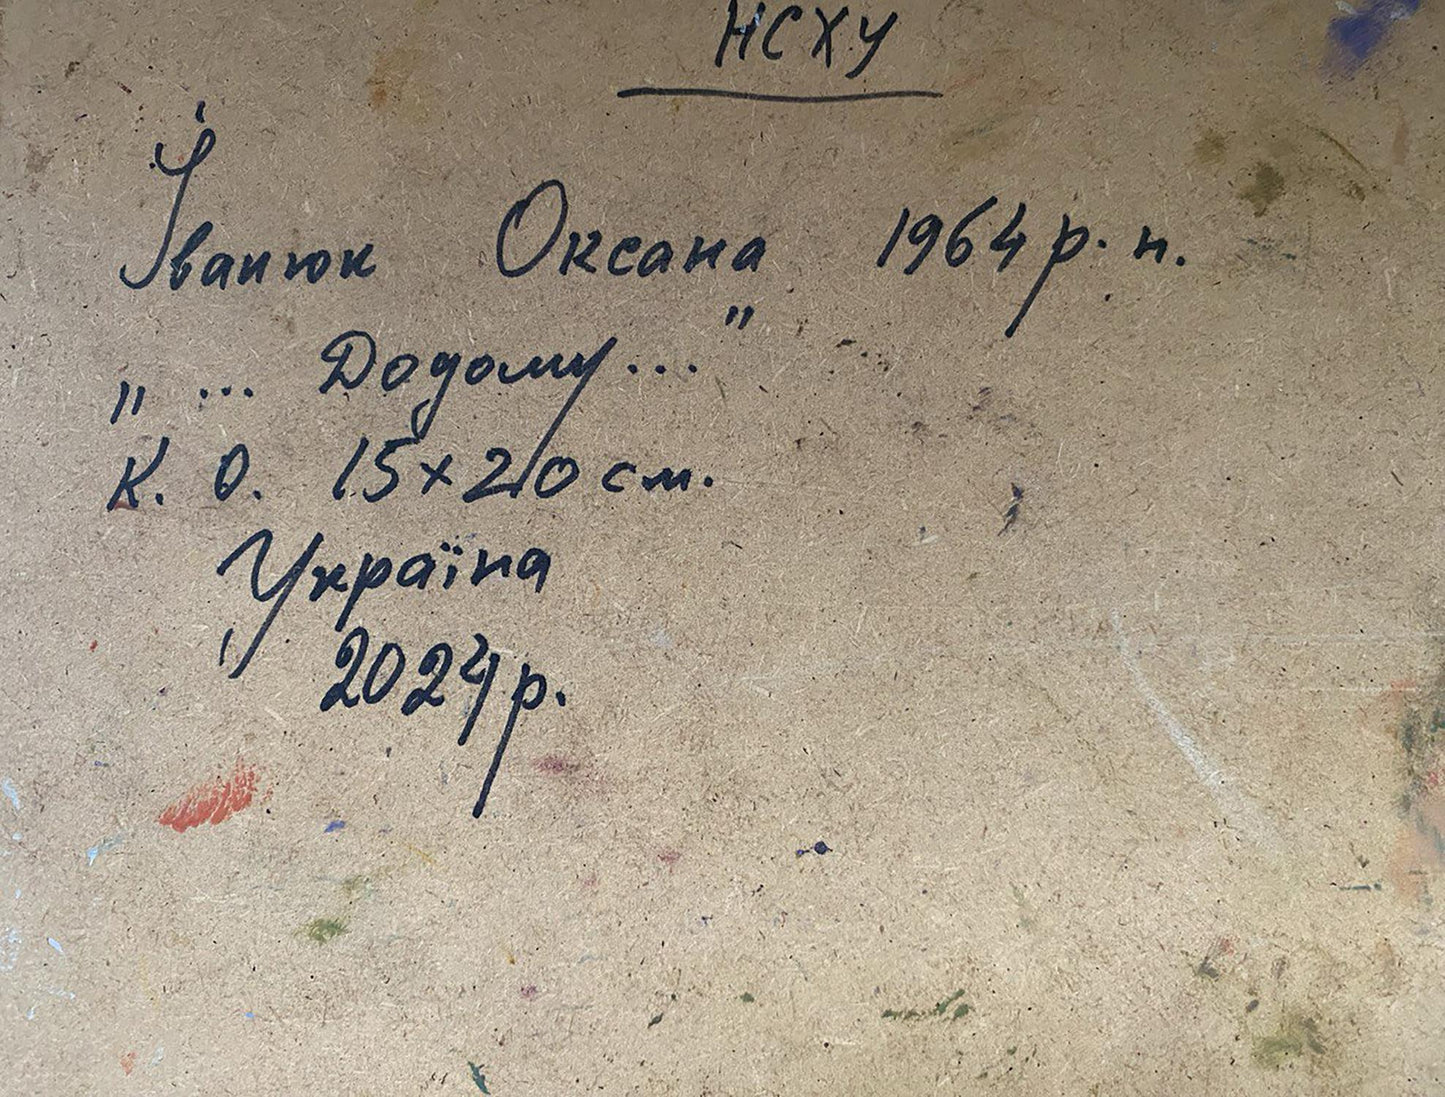 НСХУ
Іванюк Оксана 1964 р. н.
„ ... Додому... "
К. О. 15×20 см.
Україна
2024 р.